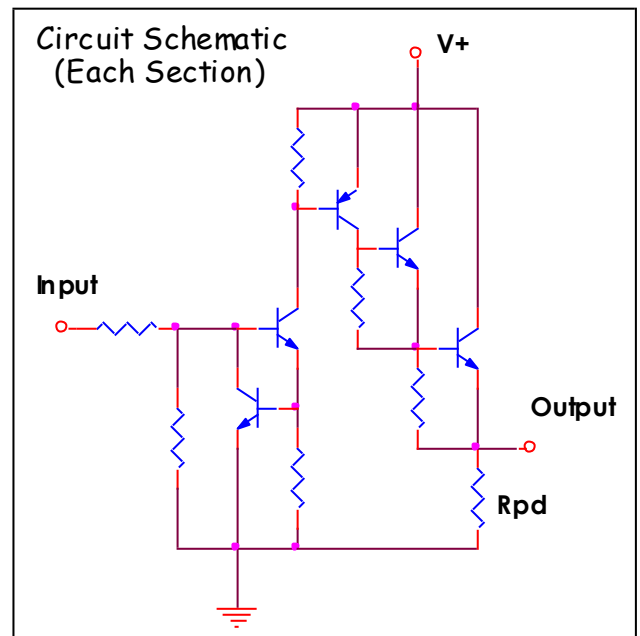 Circuit Schematic
(Each Section)
V+
Input
Output
Rpd